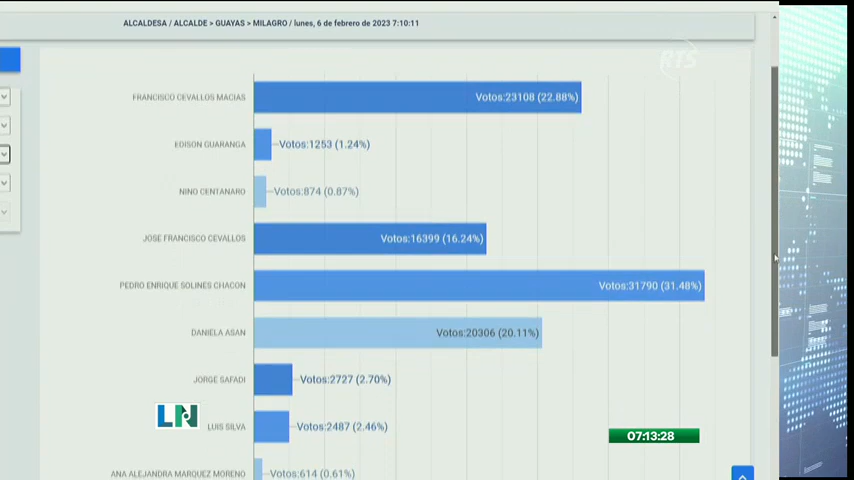 ALCALDESA / ALCALDE > GUAYAS > MILAGRO / lunes, 6 de febrero de 2023 7:10:11
RTS
FRANCISCO CEVALLOS MACIAS Votos:23108 (22.88%)
EDISON GUARANGA Votos:1253 (1.24%)
NINO CENTANARO Votos:874 (0.87%)
JOSE FRANCISCO CEVALLOS Votos:16399 (16.24%)
PEDRO ENRIQUE SOLINES CHACON Votos:31790 (31.48%)
DANIELA ASAN Votos:20306 (20.11%)
JORGE SAFADI Votos:2727 (2.70%)
LN
LUIS SILVA Votos:2487 (2.46%)
07:13:28
ANA ALEJANDRA MARQUEZ MORENO Votos:614 (0.61%)